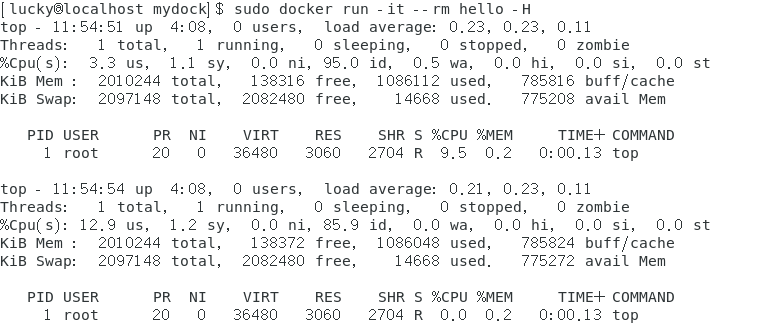 [lucky@localhost mydock]$ sudo docker run -it --rm hello -H
top - 11:54:51 up  4:08,  0 users,  load average: 0.23, 0.23, 0.11
Threads:   1 total,   1 running,   0 sleeping,   0 stopped,   0 zombie
%Cpu(s):  3.3 us,  1.1 sy,  0.0 ni, 95.0 id,  0.5 wa,  0.0 hi,  0.0 si,  0.0 st
KiB Mem :  2010244 total,   138316 free,  1086112 used,   785816 buff/cache
KiB Swap:  2097148 total,  2082480 free,    14668 used.   775208 avail Mem

   PID USER      PR  NI    VIRT    RES    SHR S %CPU %MEM     TIME+ COMMAND
     1 root      20   0   36480   3060   2704 R  9.5  0.2   0:00.13 top

top - 11:54:54 up  4:08,  0 users,  load average: 0.21, 0.23, 0.11
Threads:   1 total,   1 running,   0 sleeping,   0 stopped,   0 zombie
%Cpu(s): 12.9 us,  1.2 sy,  0.0 ni, 85.9 id,  0.0 wa,  0.0 hi,  0.0 si,  0.0 st
KiB Mem :  2010244 total,   138372 free,  1086048 used,   785824 buff/cache
KiB Swap:  2097148 total,  2082480 free,    14668 used.   775272 avail Mem

   PID USER      PR  NI    VIRT    RES    SHR S %CPU %MEM     TIME+ COMMAND
     1 root      20   0   36480   3060   2704 R  0.0  0.2   0:00.13 top